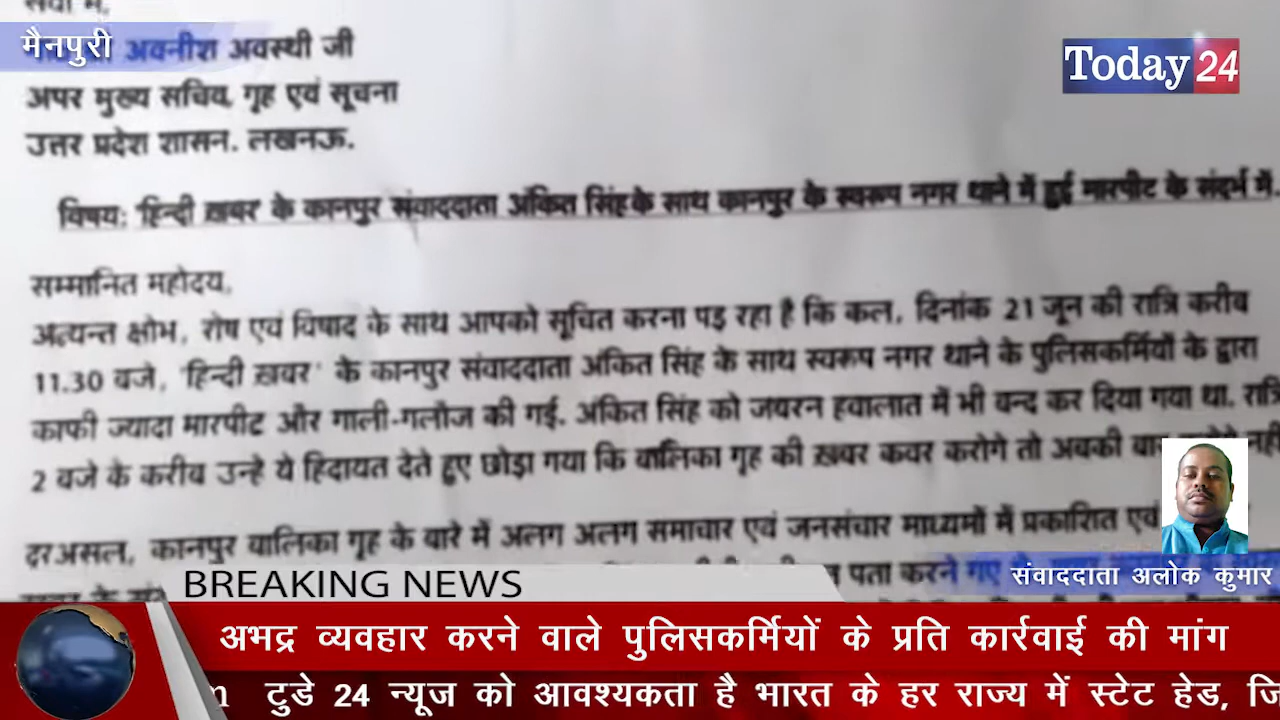 सेवा में,
मैनपुरी
अवनीश अवस्थी जी
Today 24
अपर मुख्य सचिव, गृह एवं सूचना
उत्तर प्रदेश शासन. लखनऊ.
विषय: 'हिन्दी ख़बर' के कानपुर संवाददाता अंकित सिंह के साथ कानपुर के स्वरूप नगर थाने में हुई मारपीट के संदर्भ में
सम्मानित महोदय,
अत्यन्त क्षोभ, रोष एवं विषाद के साथ आपको सूचित करना पड़ रहा है कि कल, दिनांक 21 जून की रात्रि करीब
11.30 बजे, 'हिन्दी ख़बर' के कानपुर संवाददाता अंकित सिंह के साथ स्वरूप नगर थाने के पुलिसकर्मियों के द्वारा
काफी ज्यादा मारपीट और गाली-गलौज की गई. अंकित सिंह को जबरन हवालात में भी बन्द कर दिया गया था. रात्रि
2 बजे के करीब उन्हे ये हिदायत देते हुए छोड़ा गया कि बालिका गृह की ख़बर कवर करोगे तो अबकी
दरअसल, कानपुर बालिका गृह के बारे में अलग अलग समाचार एवं जनसंचार माध्यमों में प्रकाशित एवं
पता करने गए
संवाददाता अलोक कुमार
BREAKING NEWS
अभद्र व्यवहार करने वाले पुलिसकर्मियों के प्रति कार्रवाई की मांग
m टुडे 24 न्यूज को आवश्यकता है भारत के हर राज्य में स्टेट हेड, जि